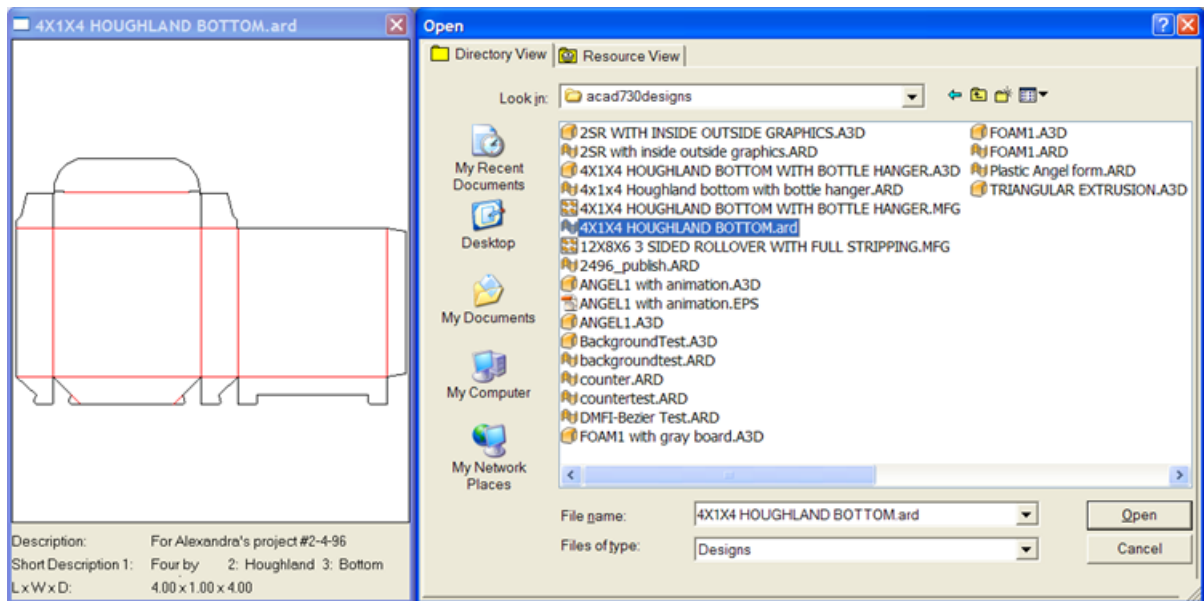 4X1X4 HOUGHLAND BOTTOM.ard
Description: For Alexandra's project #2-4-96
Short Description 1: Four by 2: Houghland 3: Bottom
L x W x D: 4.00 x 1.00 x 4.00
Open
Directory View Resource View
Look in: acad730designs
My Recent
Documents
Desktop
My Documents
My Computer
My Network
Places
2SR WITH INSIDE OUTSIDE GRAPHICS.A3D
2SR with inside outside graphics.ARD
4X1X4 HOUGHLAND BOTTOM WITH BOTTLE HANGER.A3D
4x1x4 Houghland bottom with bottle hanger.ARD
4X1X4 HOUGHLAND BOTTOM WITH BOTTLE HANGER.MFG
4X1X4 HOUGHLAND BOTTOM.ard
12X8X6 3 SIDED ROLLOVER WITH FULL STRIPPING.MFG
2496_publish.ARD
ANGEL1 with animation.A3D
ANGEL1 with animation.EPS
ANGEL1.A3D
BackgroundTest.A3D
backgroundtest.ARD
counter.ARD
countertest.ARD
DMFI-Bezier Test.ARD
FOAM1 with gray board.A3D
FOAM1.A3D
FOAM1.ARD
Plastic Angel form.ARD
TRIANGULAR EXTRUSION.A3D
File name: 4X1X4 HOUGHLAND BOTTOM.ard Open
Files of type: Designs Cancel